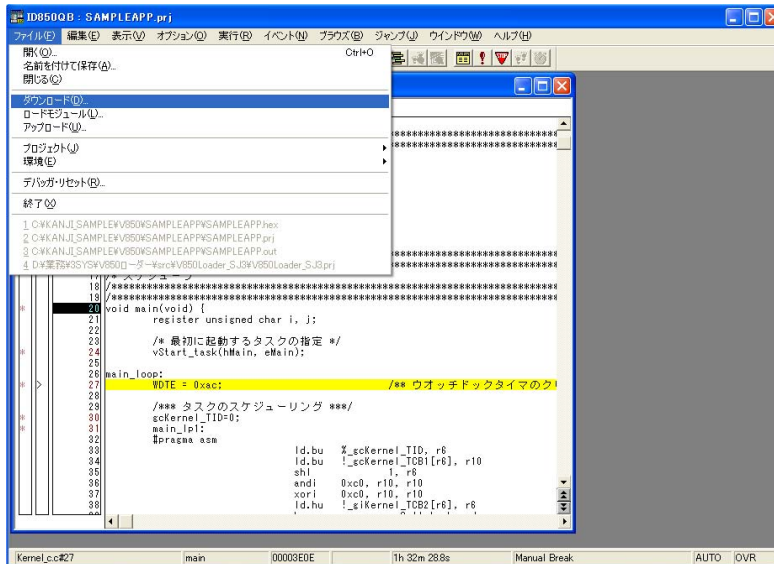 ID850QB : SAMPLEAPP.prj
ファイル(F) 編集(E) 表示(V) オプション(O) 実行(R) イベント(N) ブラウズ(B) ジャンプ(J) ウインドウ(W) ヘルプ(H)
開く(O)... Ctrl+O
名前を付けて保存(A)...
閉じる(C)
ダウンロード(D)...
ロードモジュール(L)...
アップロード(U)...
プロジェクト(J)
環境(E)
デバッガ・リセット(R)...
終了(X)
1 C:¥KANJI_SAMPLE¥V850¥SAMPLEAPP¥SAMPLEAPP.hex
2 C:¥KANJI_SAMPLE¥V850¥SAMPLEAPP¥SAMPLEAPP.prj
3 C:¥KANJI_SAMPLE¥V850¥SAMPLEAPP¥SAMPLEAPP.out
4 D:¥業務¥3SYS¥V850ローダー¥src¥V850Loader_SJ3¥V850Loader_SJ3.prj
17 /* スケジューラ
18 /*******************************************************
19 /*******************************************************
20 void main(void) {
21 register unsigned char i, j;
22
23 /* 最初に起動するタスクの指定 */
24 vStart_task(hMain, eMain);
25
26 main_loop:
27 WDTE = 0xac; /** ウオッチドックタイマのク
28
29 /*** タスクのスケジューリング ***/
30 gcKernel_TID=0;
31 main_lp1:
32 #pragma asm
33 ld.bu %_gcKernel_TID, r6
34 ld.bu !_gcKernel_TCB1[r6], r10
35 shl 1, r6
36 andi 0xc0, r10, r10
37 xori 0xc0, r10, r10
38 ld.hu !_giKernel_TCB2[r6], r6
Kernel_c.c#27 main 00003E0E 1h 32m 28.8s Manual Break AUTO OVR